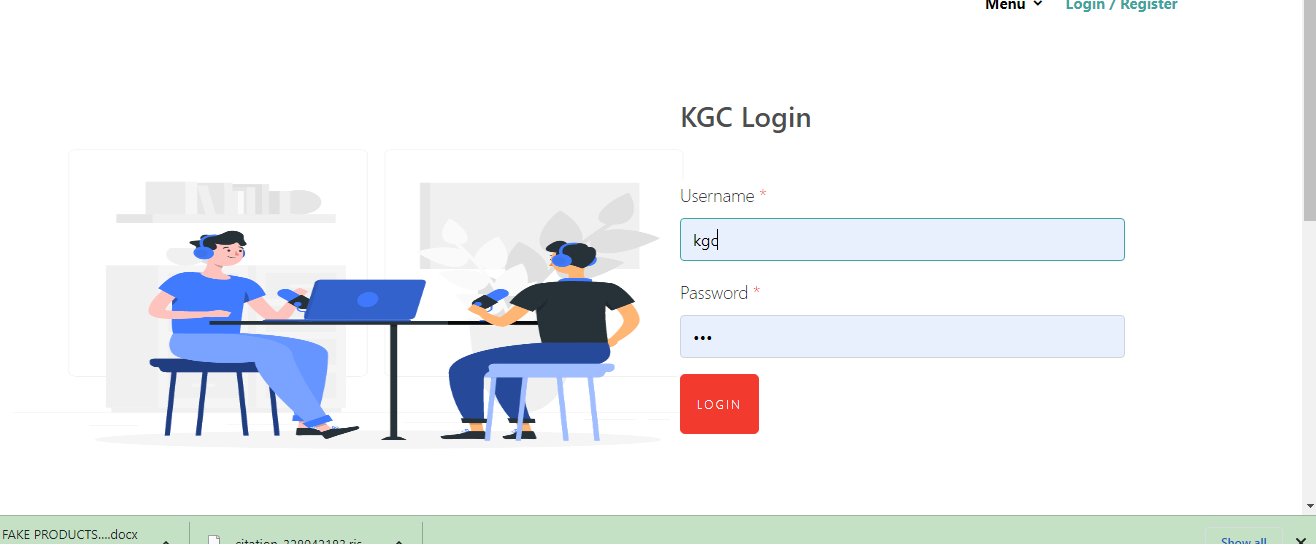 Menu
Login / Register
KGC Login
Username *
kgc
Password *
•••
LOGIN
FAKE PRODUCTS....docx
Show all